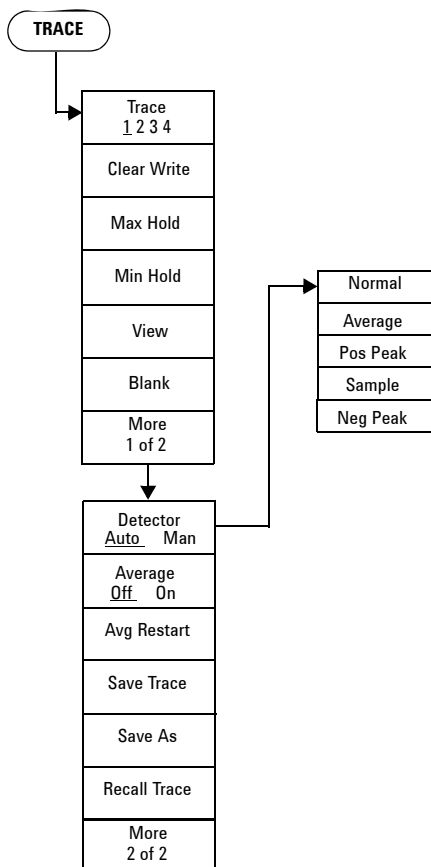 TRACE
Trace
1 2 3 4
Clear Write
Max Hold
Min Hold
View
Blank
More
1 of 2
Detector
Auto Man
Average
Off On
Avg Restart
Save Trace
Save As
Recall Trace
More
2 of 2
Normal
Average
Pos Peak
Sample
Neg Peak